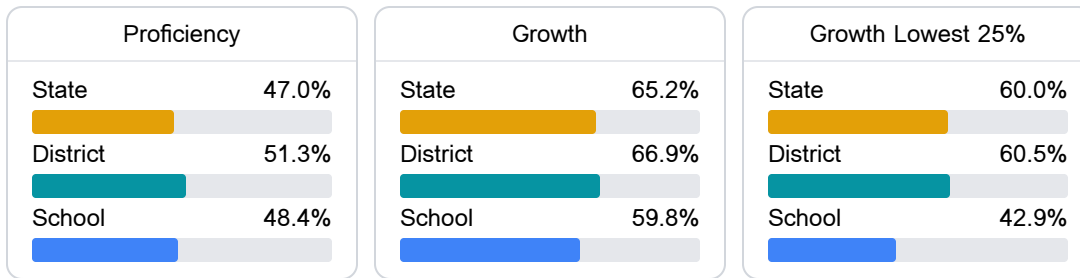 Proficiency
State 47.0%
District 51.3%
School 48.4%
Growth
State 65.2%
District 66.9%
School 59.8%
Growth Lowest 25%
State 60.0%
District 60.5%
School 42.9%